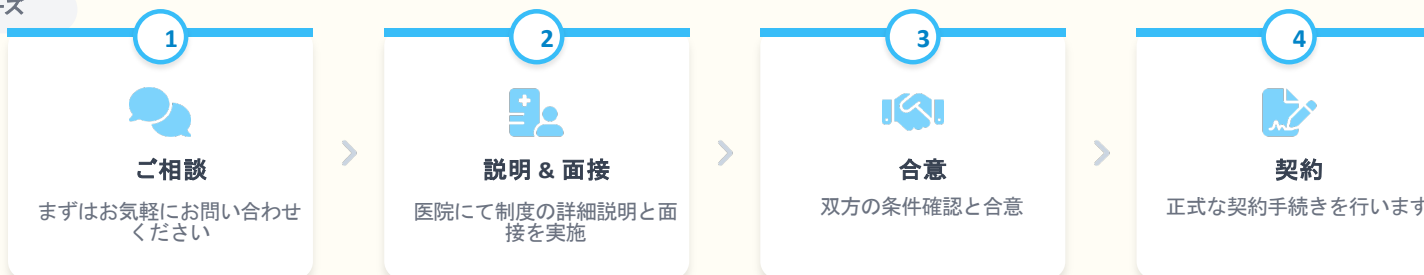 ーズ
1
ご相談
まずはお気軽にお問い合わせ
ください
2
説明 & 面接
医院にて制度の詳細説明と面
接を実施
3
合意
双方の条件確認と合意
4
契約
正式な契約手続きを行います